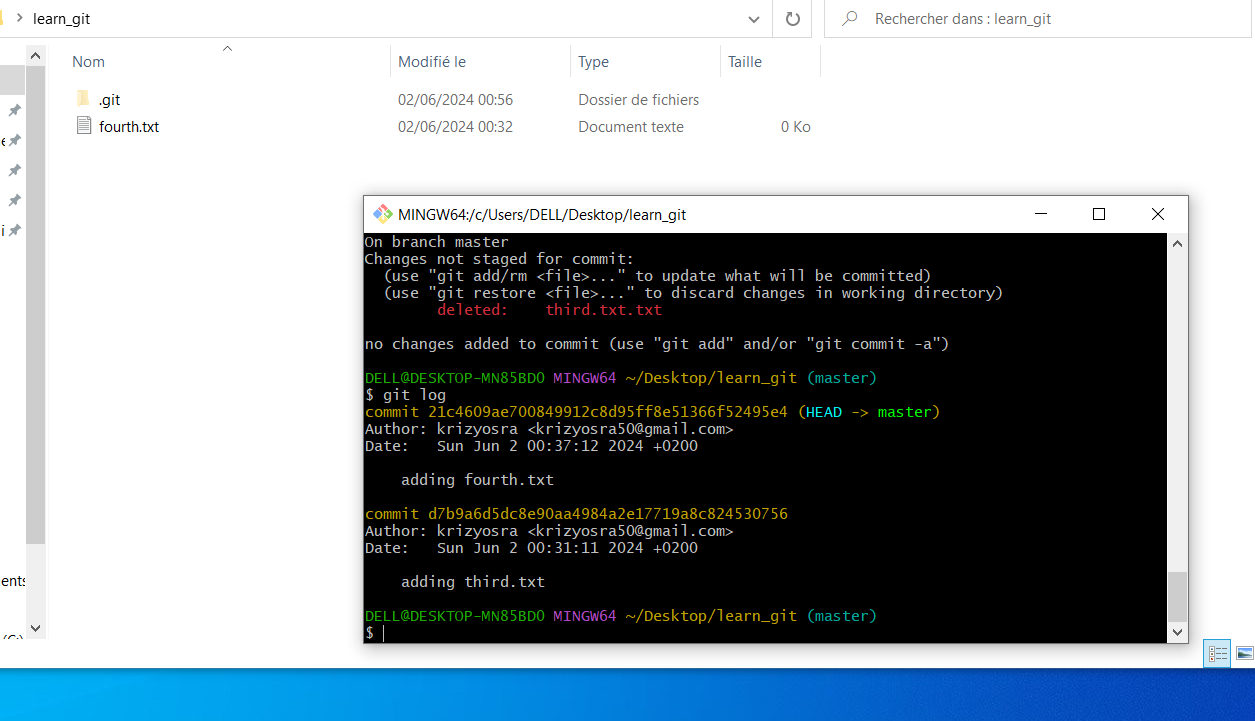 learn_git
Rechercher dans : learn_git
Nom Modifié le Type Taille
.git 02/06/2024 00:56 Dossier de fichiers
fourth.txt 02/06/2024 00:32 Document texte 0 Ko
MINGW64:/c/Users/DELL/Desktop/learn_git
On branch master
Changes not staged for commit:
  (use "git add/rm <file>..." to update what will be committed)
  (use "git restore <file>..." to discard changes in working directory)
        deleted:    third.txt.txt
no changes added to commit (use "git add" and/or "git commit -a")
DELL@DESKTOP-MN85BD0 MINGW64 ~/Desktop/learn_git (master)
$ git log
commit 21c4609ae700849912c8d95ff8e51366f52495e4 (HEAD -> master)
Author: krizyosra <krizyosra50@gmail.com>
Date:   Sun Jun 2 00:37:12 2024 +0200
    adding fourth.txt
commit d7b9a6d5dc8e90aa4984a2e17719a8c824530756
Author: krizyosra <krizyosra50@gmail.com>
Date:   Sun Jun 2 00:31:11 2024 +0200
    adding third.txt
DELL@DESKTOP-MN85BD0 MINGW64 ~/Desktop/learn_git (master)
$